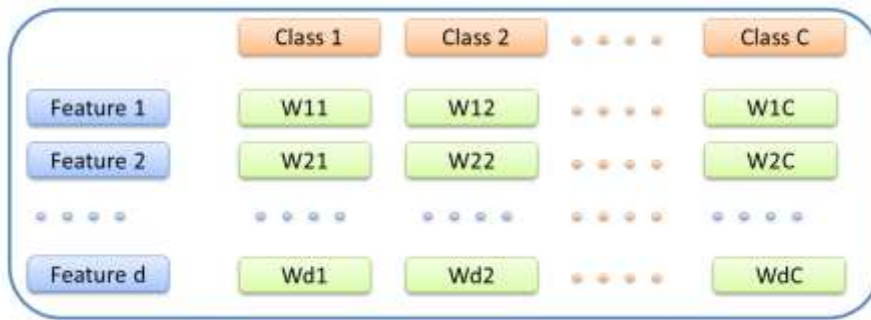 Class 1 Class 2 Class C
Feature 1 W11 W12 W1C
Feature 2 W21 W22 W2C
Feature d Wd1 Wd2 WdC